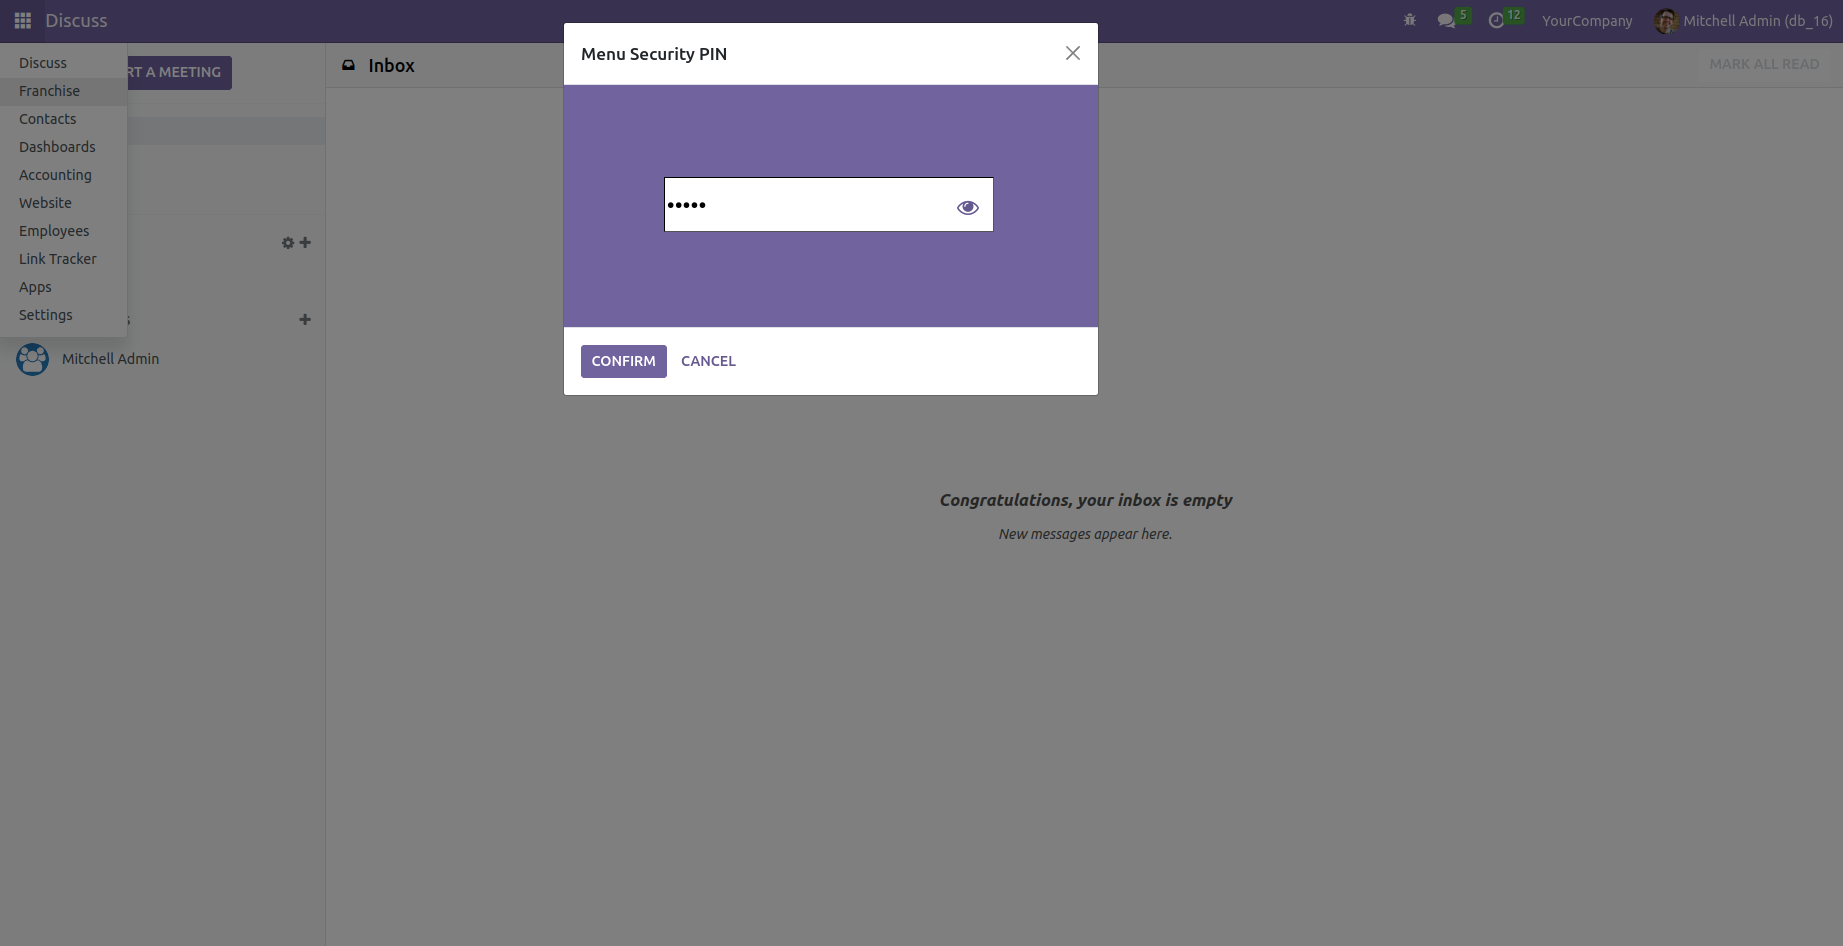 Discuss
5
12
YourCompany
Mitchell Admin (db_16)
Discuss
Franchise
Contacts
Dashboards
Accounting
Website
Employees
Link Tracker
Apps
Settings
RT A MEETING
s
Mitchell Admin
Inbox
MARK ALL READ
Menu Security PIN
•••••
CONFIRM
CANCEL
Congratulations, your inbox is empty
New messages appear here.